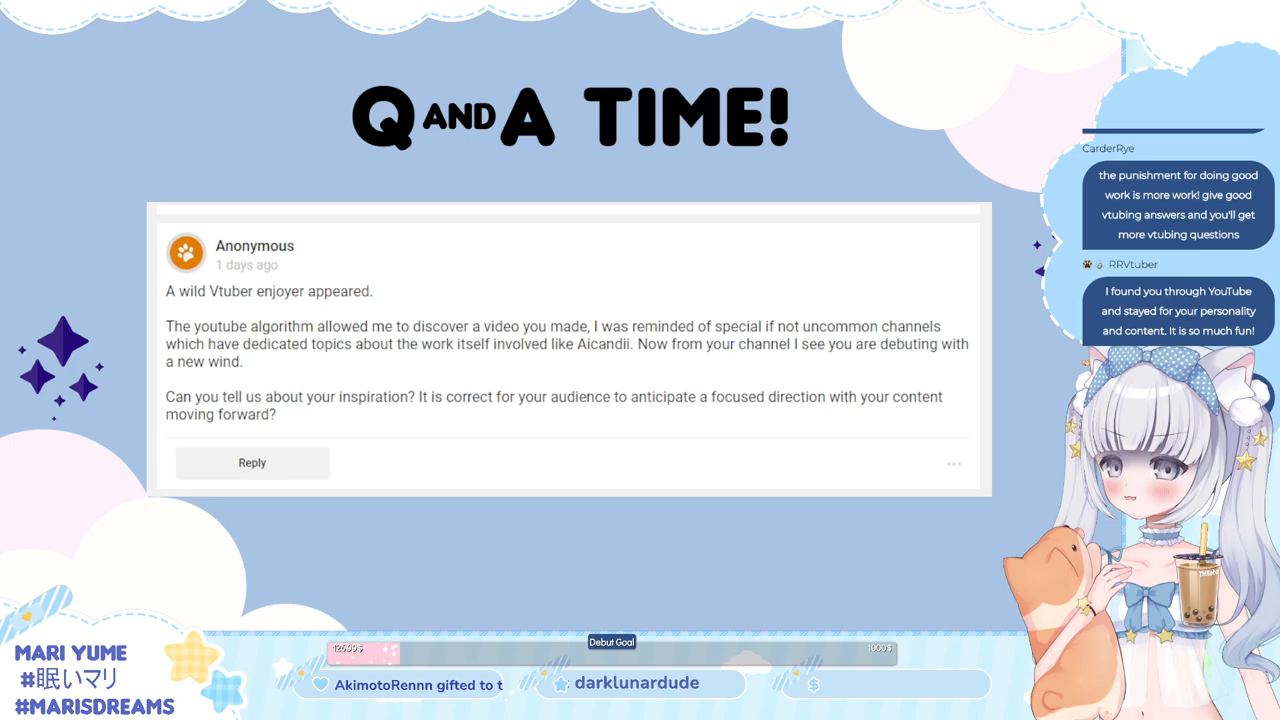 Q AND A TIME!
Anonymous
1 days ago
A wild Vtuber enjoyer appeared.
The youtube algorithm allowed me to discover a video you made, I was reminded of special if not uncommon channels
which have dedicated topics about the work itself involved like Aicandii. Now from your channel I see you are debuting with
a new wind.
Can you tell us about your inspiration? It is correct for your audience to anticipate a focused direction with your content
moving forward?
Reply
CarderRye
the punishment for doing good
work is more work! give good
vtubing answers and you'll get
more vtubing questions
RRVtuber
I found you through YouTube
and stayed for your personality
and content. It is so much fun!
Debut Goal
126.99$
1000$
AkimotoRennn gifted to t
darklunardude
$
MARI YUME
#眠いマリ
#MARISDREAMS